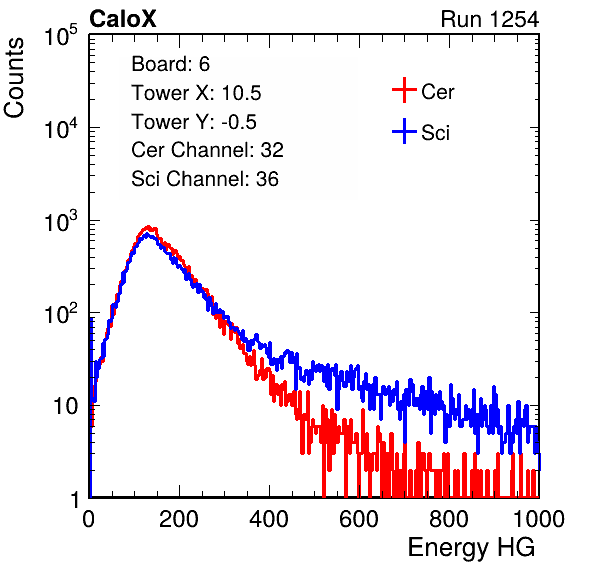 CaloX Run 1254
Counts
10^5
10^4
10^3
10^2
10
1
Board: 6
Tower X: 10.5
Tower Y: -0.5
Cer Channel: 32
Sci Channel: 36
Cer
Sci
0 200 400 600 800 1000
Energy HG